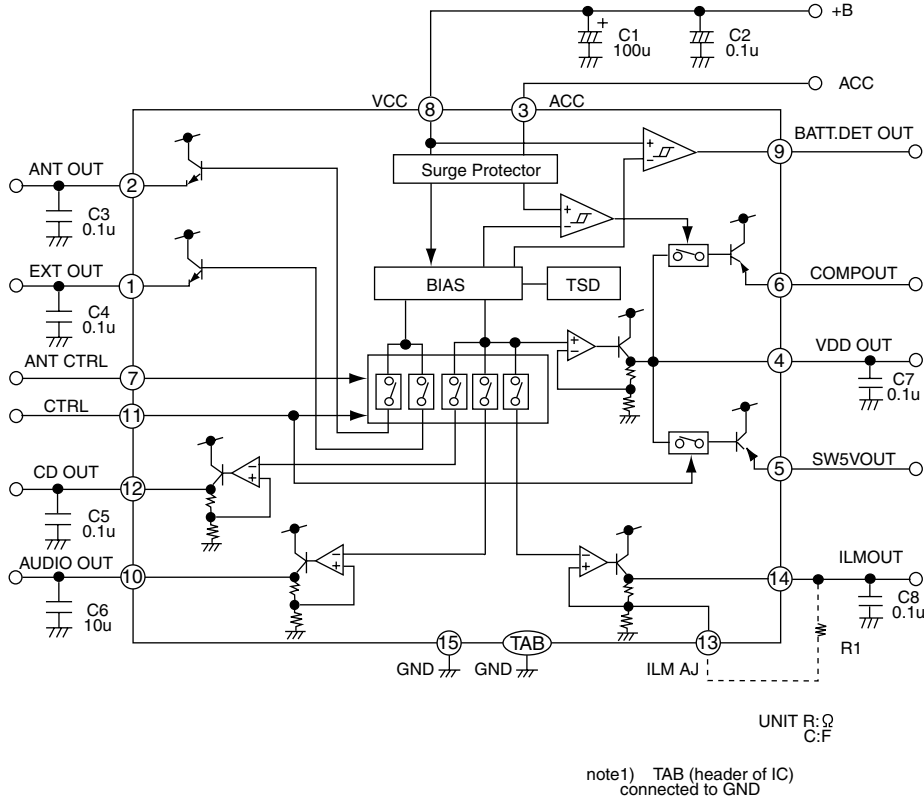 +B
+
C1
100u
C2
0.1u
ACC
VCC
8
3
ACC
BATT.DET OUT
9
+
−
Surge Protector
ANT OUT
2
C3
0.1u
+
−
EXT OUT
1
C4
0.1u
BIAS
TSD
6
COMPOUT
+
−
ANT CTRL
7
4
VDD OUT
C7
0.1u
CTRL
11
CD OUT
12
−
+
C5
0.1u
5
SW5VOUT
AUDIO OUT
10
−
+
C6
10u
−
+
14
ILMOUT
C8
0.1u
R1
15
TAB
13
GND
GND
ILM AJ
UNIT R:Ω
C:F
note1) TAB (header of IC)
connected to GND